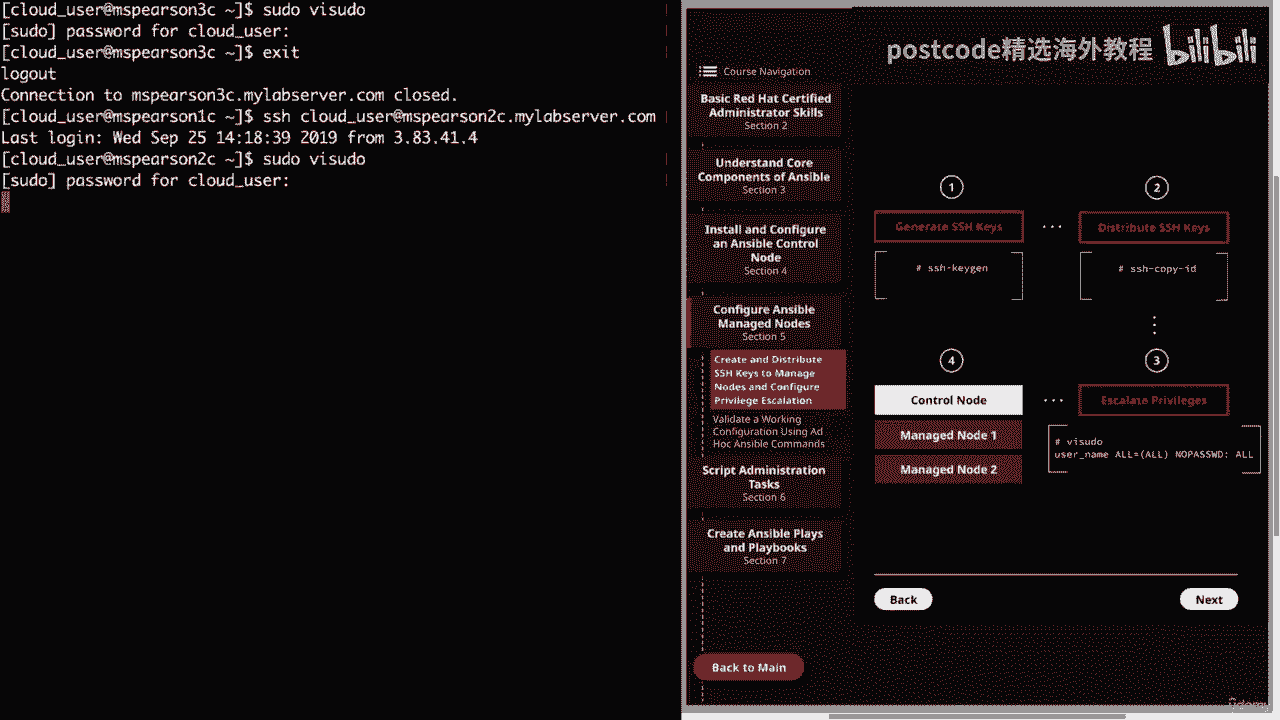 [cloud_user@mspearson3c ~]$ sudo visudo
[sudo] password for cloud_user:
[cloud_user@mspearson3c ~]$ exit
logout
Connection to mspearson3c.mylabserver.com closed.
[cloud_user@mspearson1c ~]$ ssh cloud_user@mspearson2c.mylabserver.com
Last login: Wed Sep 25 14:18:39 2019 from 3.83.41.4
[cloud_user@mspearson2c ~]$ sudo visudo
[sudo] password for cloud_user:
postcode精选海外教程 bilibili
Course Navigation
Basic Red Hat Certified
Administrator Skills
Section 2
Understand Core
Components of Ansible
Section 3
Install and Configure
an Ansible Control
Node
Section 4
Configure Ansible
Managed Nodes
Section 5
Create and Distribute
SSH Keys to Manage
Nodes and Configure
Privilege Escalation
Validate a Working
Configuration Using Ad
Hoc Ansible Commands
Script Administration
Tasks
Section 6
Create Ansible Plays
and Playbooks
Section 7
Back to Main
1
Generate SSH Keys
# ssh-keygen
2
Distribute SSH Keys
# ssh-copy-id
3
Escalate Privileges
# visudo
user_name ALL=(ALL) NOPASSWD: ALL
4
Control Node
Managed Node 1
Managed Node 2
Back
Next
Udemy